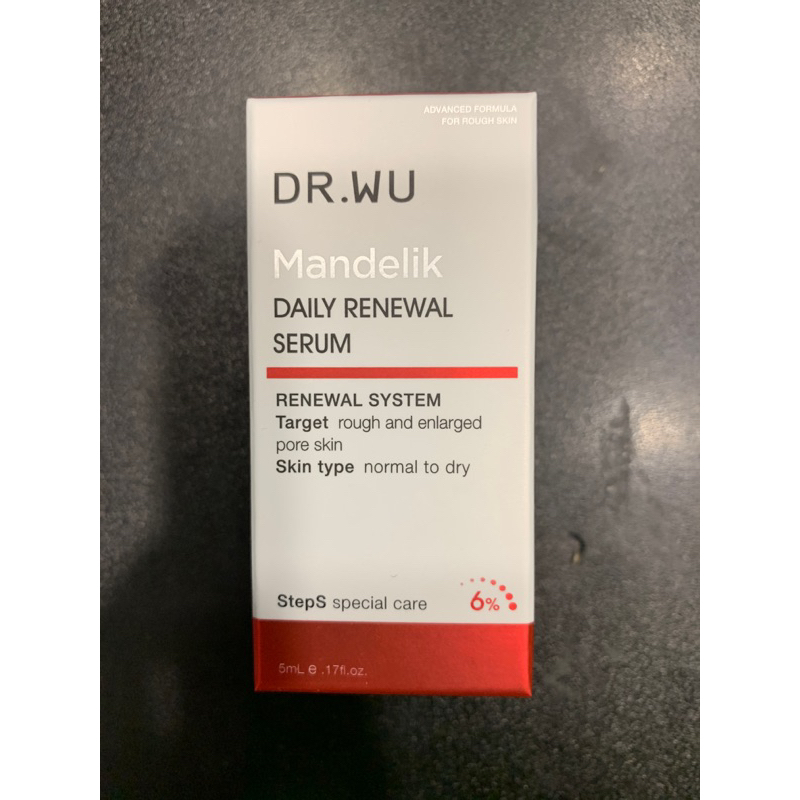 ADVANCED FORMULA
FOR ROUGH SKIN
DR.WU
Mandelik
DAILY RENEWAL
SERUM
RENEWAL SYSTEM
Target rough and enlarged
pore skin
Skin type normal to dry
StepS special care
6%
5mL e .17fl.oz.